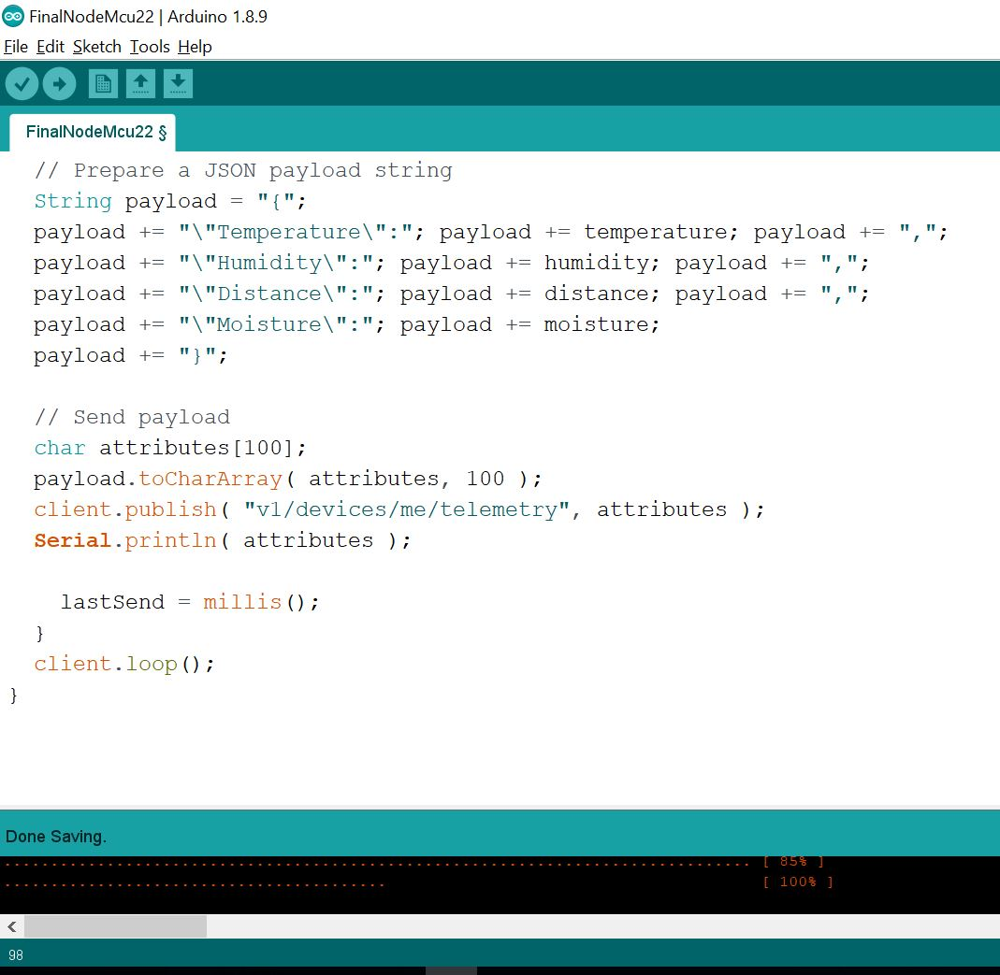 FinalNodeMcu22 | Arduino 1.8.9
File Edit Sketch Tools Help
FinalNodeMcu22 §
// Prepare a JSON payload string
String payload = "{";
payload += "\"Temperature\":"; payload += temperature; payload += ",";
payload += "\"Humidity\":"; payload += humidity; payload += ",";
payload += "\"Distance\":"; payload += distance; payload += ",";
payload += "\"Moisture\":"; payload += moisture;
payload += "}";
// Send payload
char attributes[100];
payload.toCharArray( attributes, 100 );
client.publish( "v1/devices/me/telemetry", attributes );
Serial.println( attributes );
lastSend = millis();
}
client.loop();
}
Done Saving.
................................................................................ [ 85% ]
......................................... [ 100% ]
98